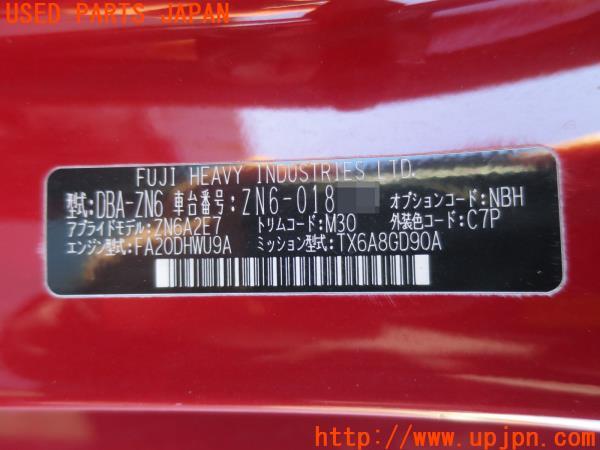 USED PARTS JAPAN
FUJI HEAVY INDUSTRIES LTD.
型式:DBA-ZN6 車台番号:ZN6-018 オプションコード:NBH
アプライドモデル:ZN6A2E7 トリムコード:M30 外装色コード:C7P
エンジン型式:FA20DHWU9A ミッション型式:TX6A8GD90A
http://www.upjpn.com